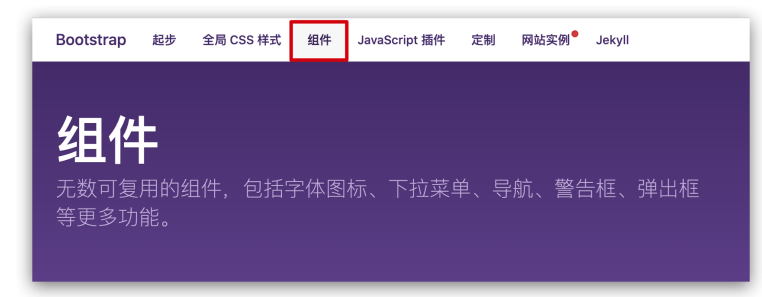 Bootstrap 起步 全局 CSS 样式 组件 JavaScript 插件 定制 网站实例 Jekyll
组件
无数可复用的组件，包括字体图标、下拉菜单、导航、警告框、弹出框
等更多功能。